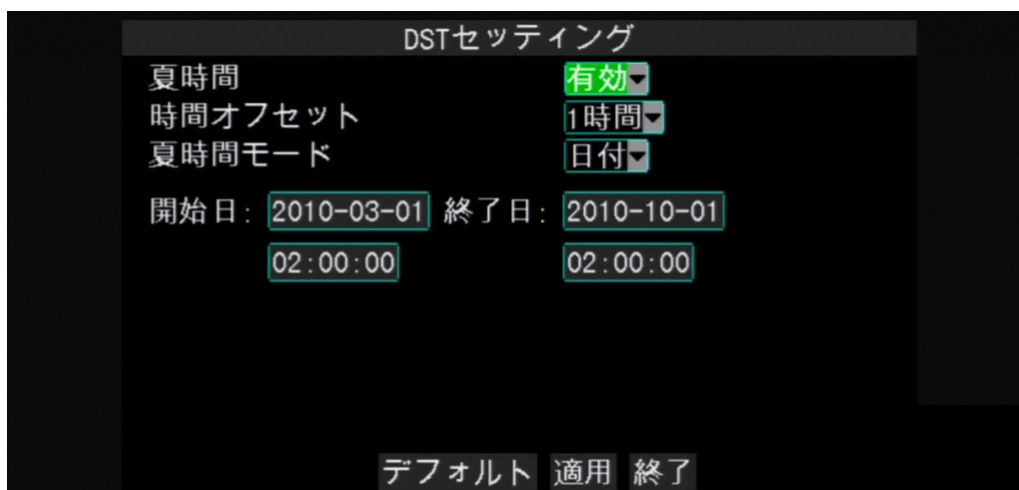 DSTセッティング
夏時間 有効
時間オフセット 1時間
夏時間モード 日付
開始日: 2010-03-01 終了日: 2010-10-01
02:00:00 02:00:00
デフォルト 適用 終了